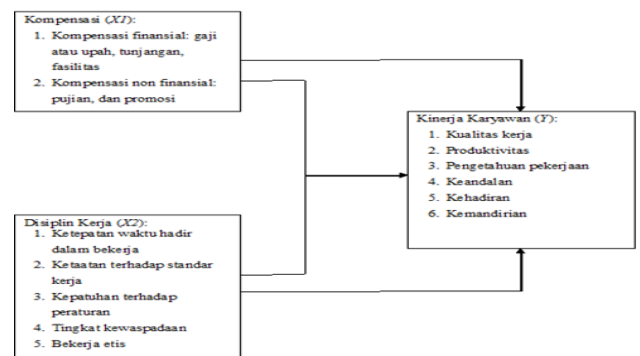 Kompensasi (X1):
1. Kompensasi finansial: gaji
atau upah, tunjangan,
fasilitas
2. Kompensasi non finansial:
pujian, dan promosi
Kinerja Karyawan (Y):
1. Kualitas kerja
2. Produktivitas
3. Pengetahuan pekerjaan
4. Keandalan
5. Kehadiran
6. Kemandirian
Disiplin Kerja (X2):
1. Ketepatan waktu hadir
dalam bekerja
2. Ketaatan terhadap standar
kerja
3. Kepatuhan terhadap
peraturan
4. Tingkat kewaspadaan
5. Bekerja etis